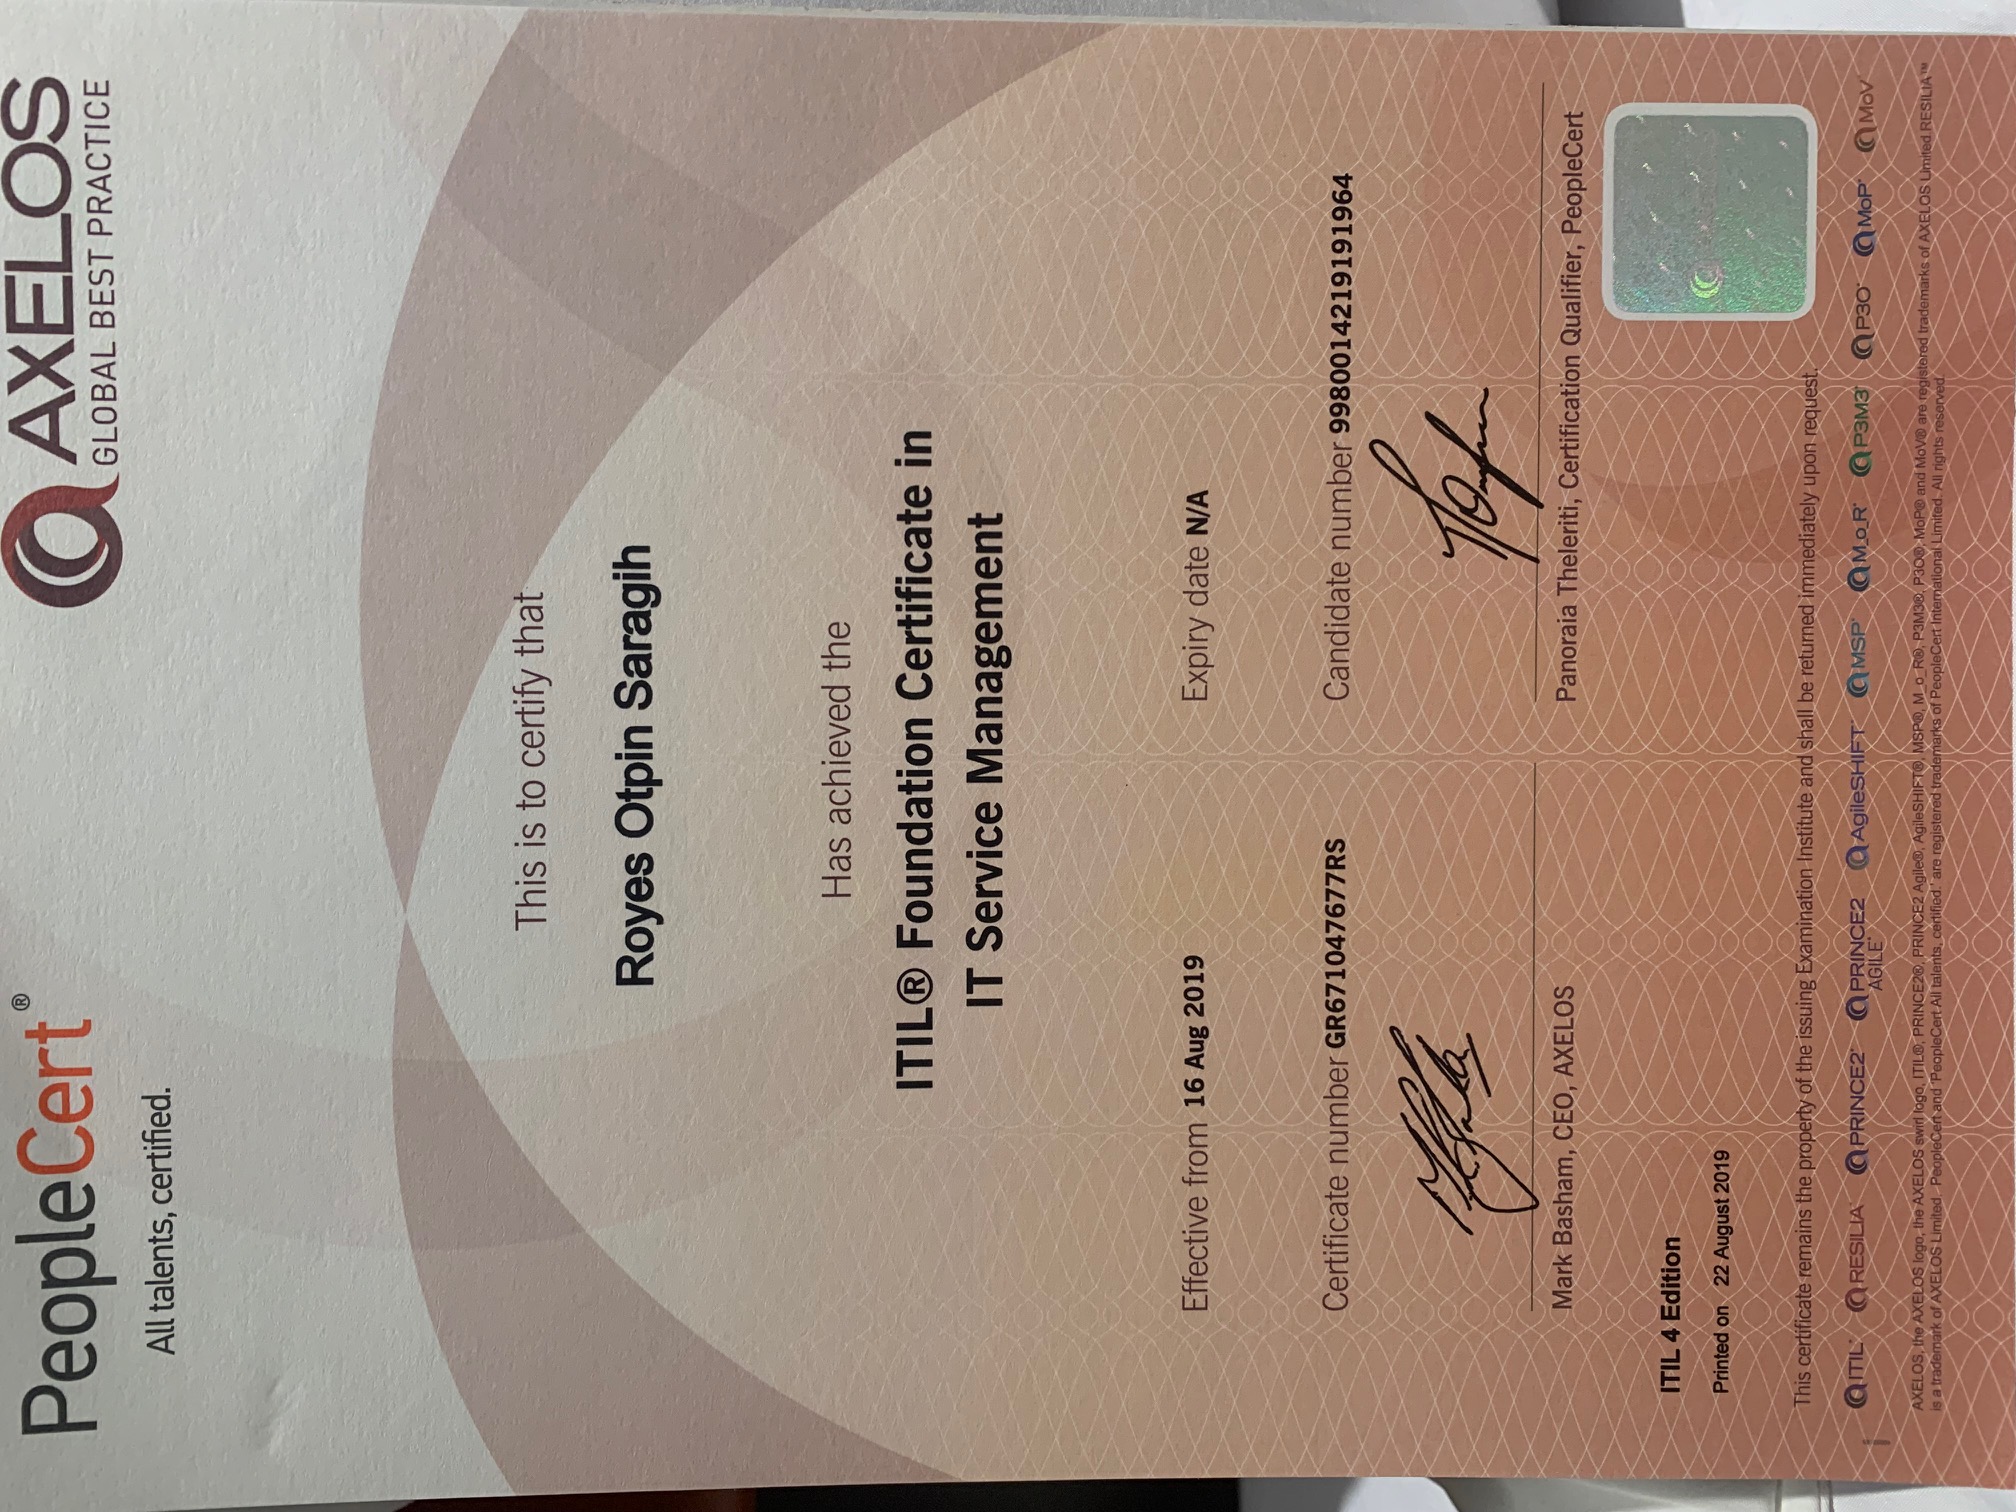 PeopleCert®
All talents, certified.
AXELOS
GLOBAL BEST PRACTICE
This is to certify that
Royes Otpin Saragih
Has achieved the
ITIL® Foundation Certificate in
IT Service Management
Effective from 16 Aug 2019
Expiry date N/A
Certificate number GR671047677RS
Candidate number 9980014219191964
Mark Basham, CEO, AXELOS
Panoraia Theleriti, Certification Qualifier, PeopleCert
ITIL 4 Edition
Printed on 22 August 2019
This certificate remains the property of the issuing Examination Institute and shall be returned immediately upon request.
ITIL® RESILIA™ PRINCE2® PRINCE2 AGILE® AgileSHIFT® MSP® M_o_R® P3M3® P3O® MoP® MoV®
AXELOS, the AXELOS logo, the AXELOS swirl logo, ITIL®, PRINCE2®, PRINCE2 Agile®, AgileSHIFT®, MSP®, M_o_R®, P3M3®, P3O®, MoP® and MoV® are registered trademarks of AXELOS Limited. RESILIA™
is a trademark of AXELOS Limited. PeopleCert and 'PeopleCert All talents, certified.' are registered trademarks of PeopleCert International Limited. All rights reserved.